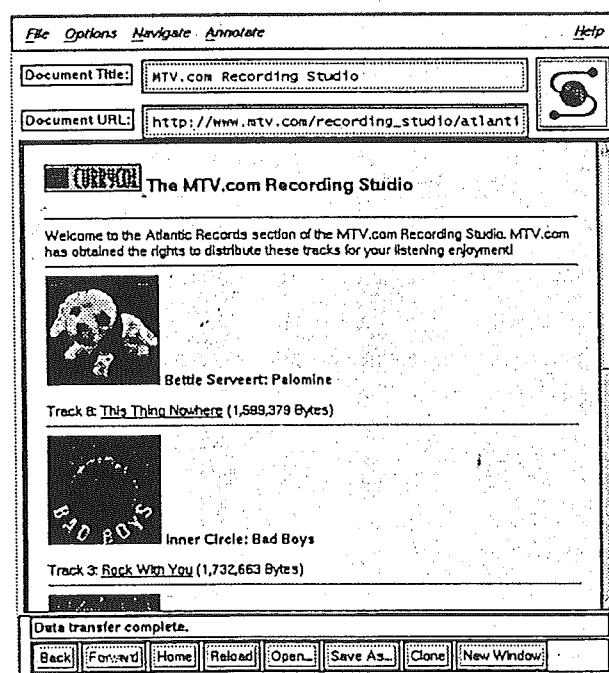 File Options Navigate Annotate Help
Document Title: MTV.com Recording Studio
Document URL: http://www.mtv.com/recording_studio/atlanti
The MTV.com Recording Studio
Welcome to the Atlantic Records section of the MTV.com Recording Studio. MTV.com
has obtained the rights to distribute these tracks for your listening enjoyment!
Bettie Serveert: Palomine
Track 8: This Thing Nowhere (1,589,379 Bytes)
BAD BOYS
Inner Circle: Bad Boys
Track 3: Rock With You (1,732,663 Bytes)
Data transfer complete.
Back Forward Home Reload Open... Save As... Clone New Window